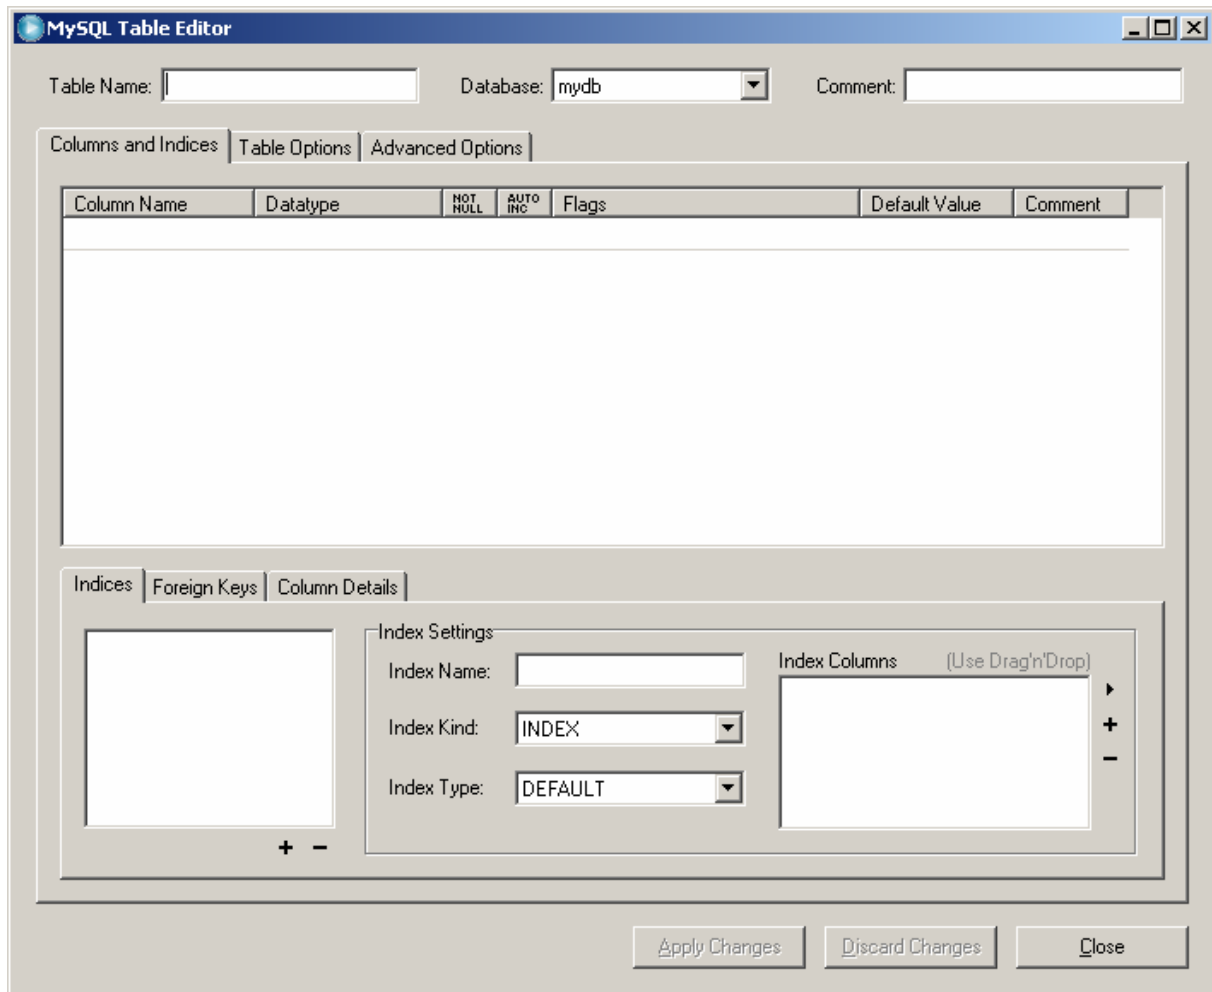 MySQL Table Editor
Table Name: Database: mydb Comment:
Columns and Indices Table Options Advanced Options
Column Name Datatype NOT NULL AUTO INC Flags Default Value Comment
Indices Foreign Keys Column Details
Index Settings
Index Name:
Index Columns (Use Drag'n'Drop)
Index Kind: INDEX
Index Type: DEFAULT
+ −
+
−
Apply Changes Discard Changes Close